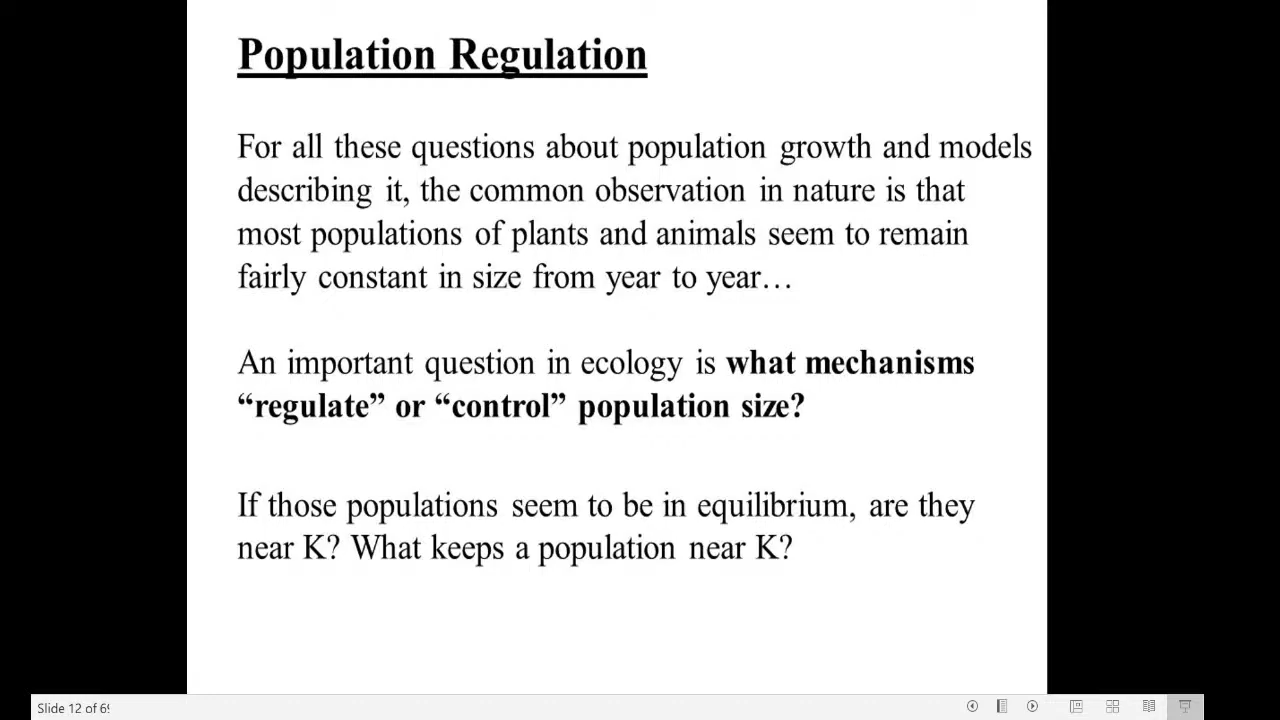 Population Regulation
For all these questions about population growth and models
describing it, the common observation in nature is that
most populations of plants and animals seem to remain
fairly constant in size from year to year…
An important question in ecology is what mechanisms
“regulate” or “control” population size?
If those populations seem to be in equilibrium, are they
near K? What keeps a population near K?
Slide 12 of